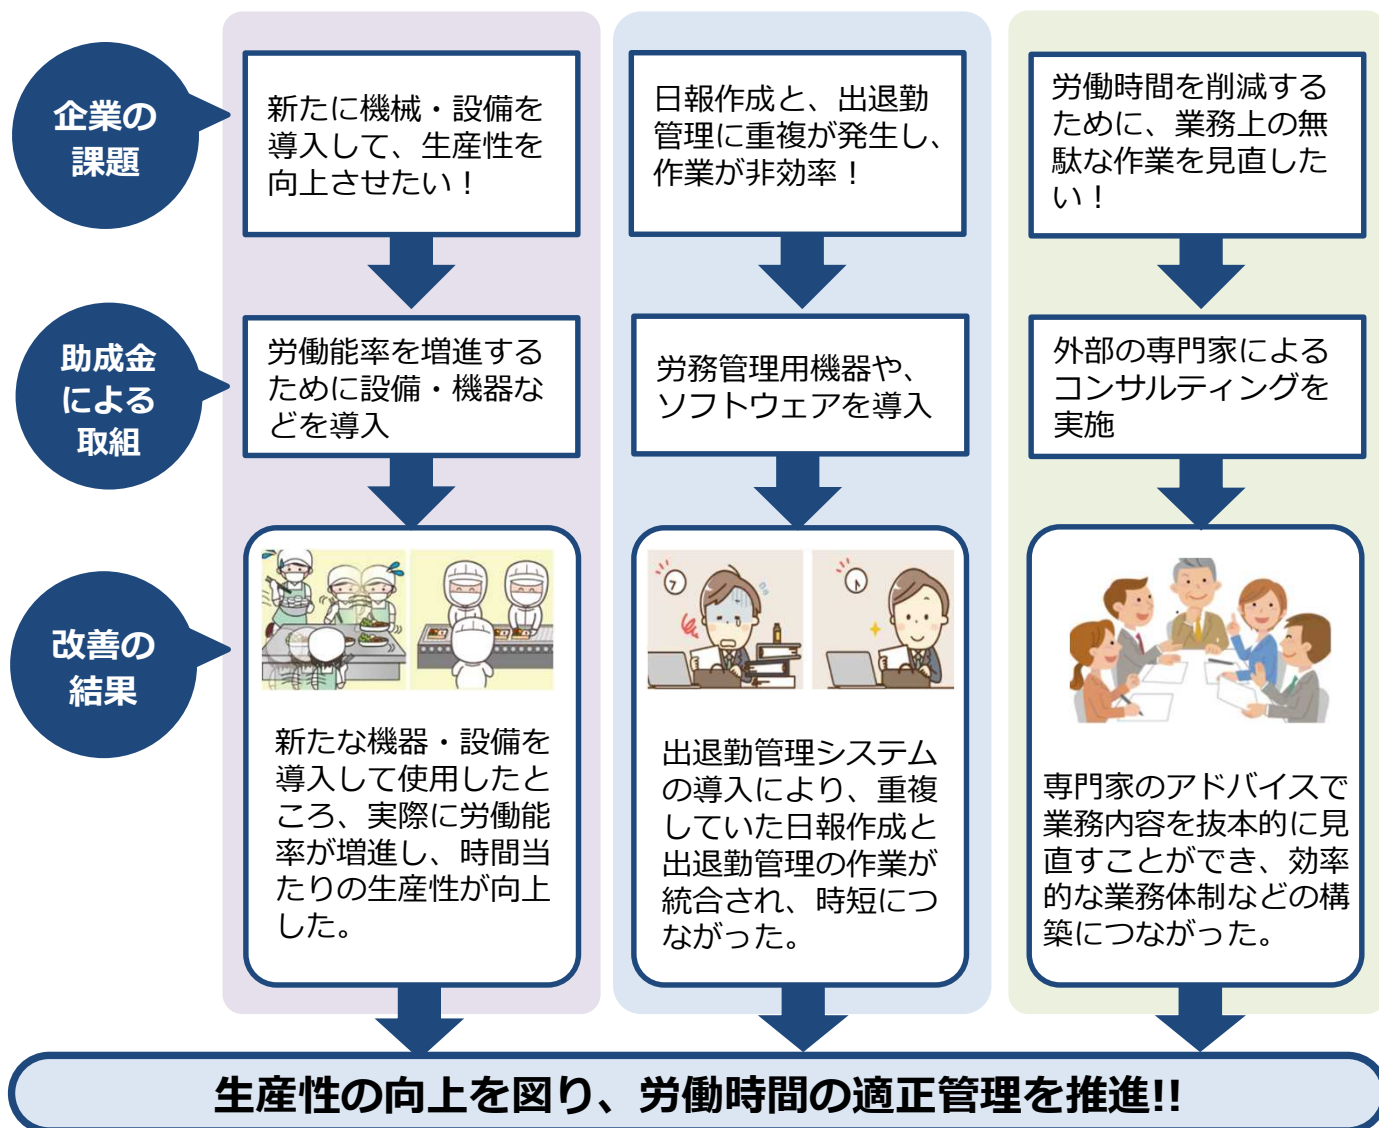 企業の
課題
新たに機械・設備を
導入して、生産性を
向上させたい！
日報作成と、出退勤
管理に重複が発生し、
作業が非効率！
労働時間を削減する
ために、業務上の無
駄な作業を見直した
い！
助成金
による
取組
労働能率を増進する
ために設備・機器な
どを導入
労務管理用機器や、
ソフトウェアを導入
外部の専門家による
コンサルティングを
実施
改善の
結果
新たな機器・設備を
導入して使用したと
ころ、実際に労働能
率が増進し、時間当
たりの生産性が向上
した。
出退勤管理システム
の導入により、重複
していた日報作成と
出退勤管理の作業が
統合され、時短につ
ながった。
専門家のアドバイスで
業務内容を抜本的に見
直すことができ、効率
的な業務体制などの構
築につながった。
生産性の向上を図り、労働時間の適正管理を推進!!